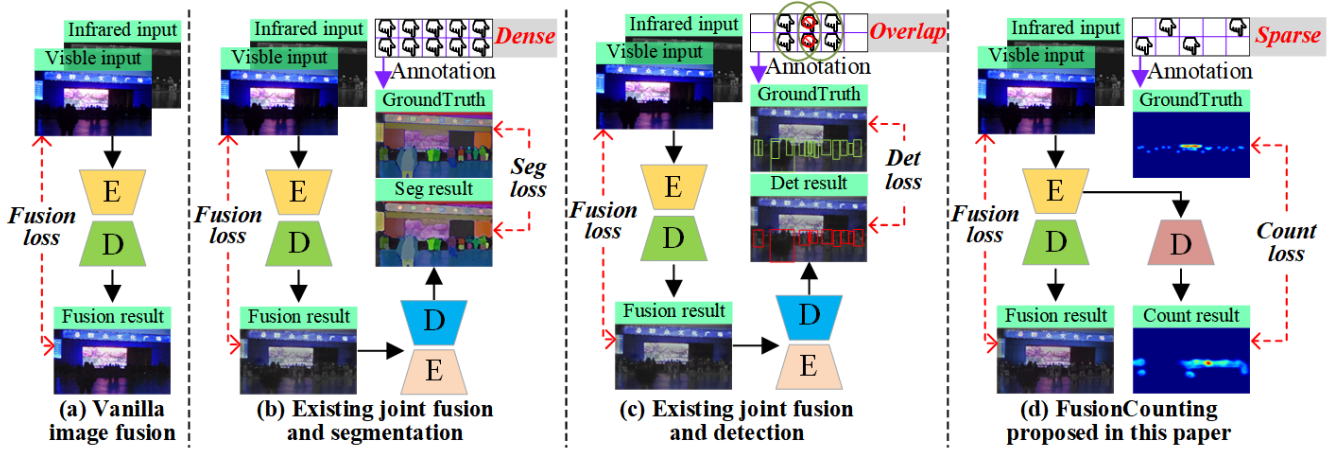 Infrared input
Visble input
E
D
Fusion loss
Fusion result
(a) Vanilla
image fusion
Infrared input
Visble input
Dense
Annotation
GroundTruth
Seg result
Seg
loss
E
D
Fusion
loss
Fusion result
D
E
(b) Existing joint fusion
and segmentation
Infrared input
Visble input
Overlap
Annotation
GroundTruth
Det result
Det
loss
E
D
Fusion
loss
Fusion result
D
E
(c) Existing joint fusion
and detection
Infrared input
Visble input
Sparse
Annotation
GroundTruth
E
D
D
Fusion
loss
Count
loss
Fusion result
Count result
(d) FusionCounting
proposed in this paper